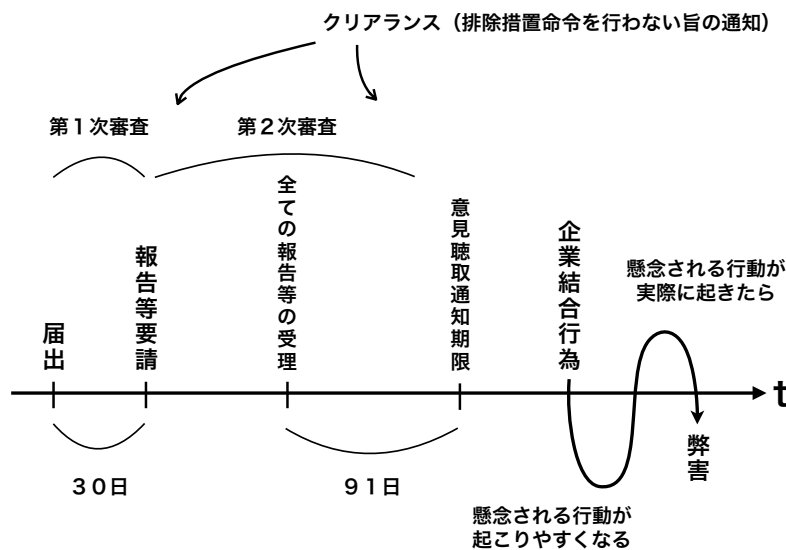 クリアランス（排除措置命令を行わない旨の通知）
第１次審査
第２次審査
届出
報告等要請
全ての報告等の受理
意見聴取通知期限
企業結合行為
懸念される行動が
実際に起きたら
t
弊害
３０日
９１日
懸念される行動が
起こりやすくなる